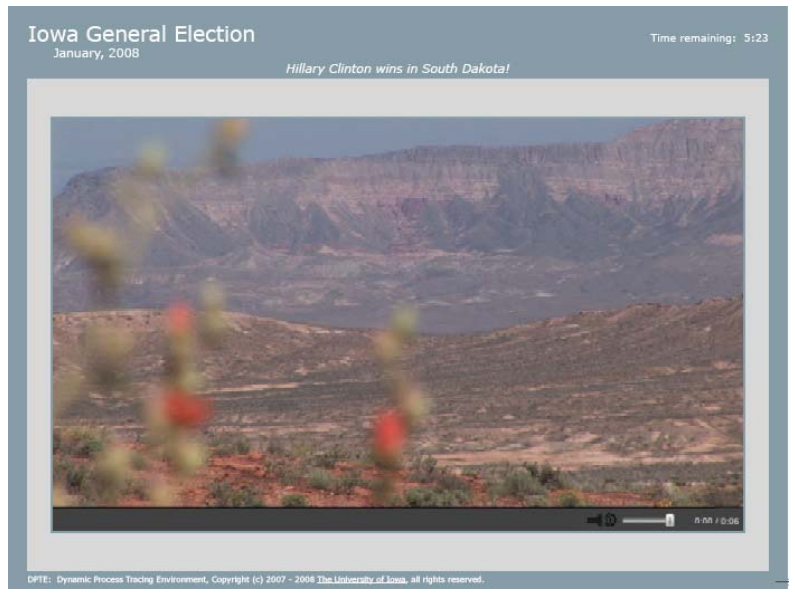 Iowa General Election
Time remaining: 5:23
January, 2008
Hillary Clinton wins in South Dakota!
0:00 / 0:06
DPTE: Dynamic Process Tracing Environment, Copyright (c) 2007 - 2008 The University of Iowa, all rights reserved.